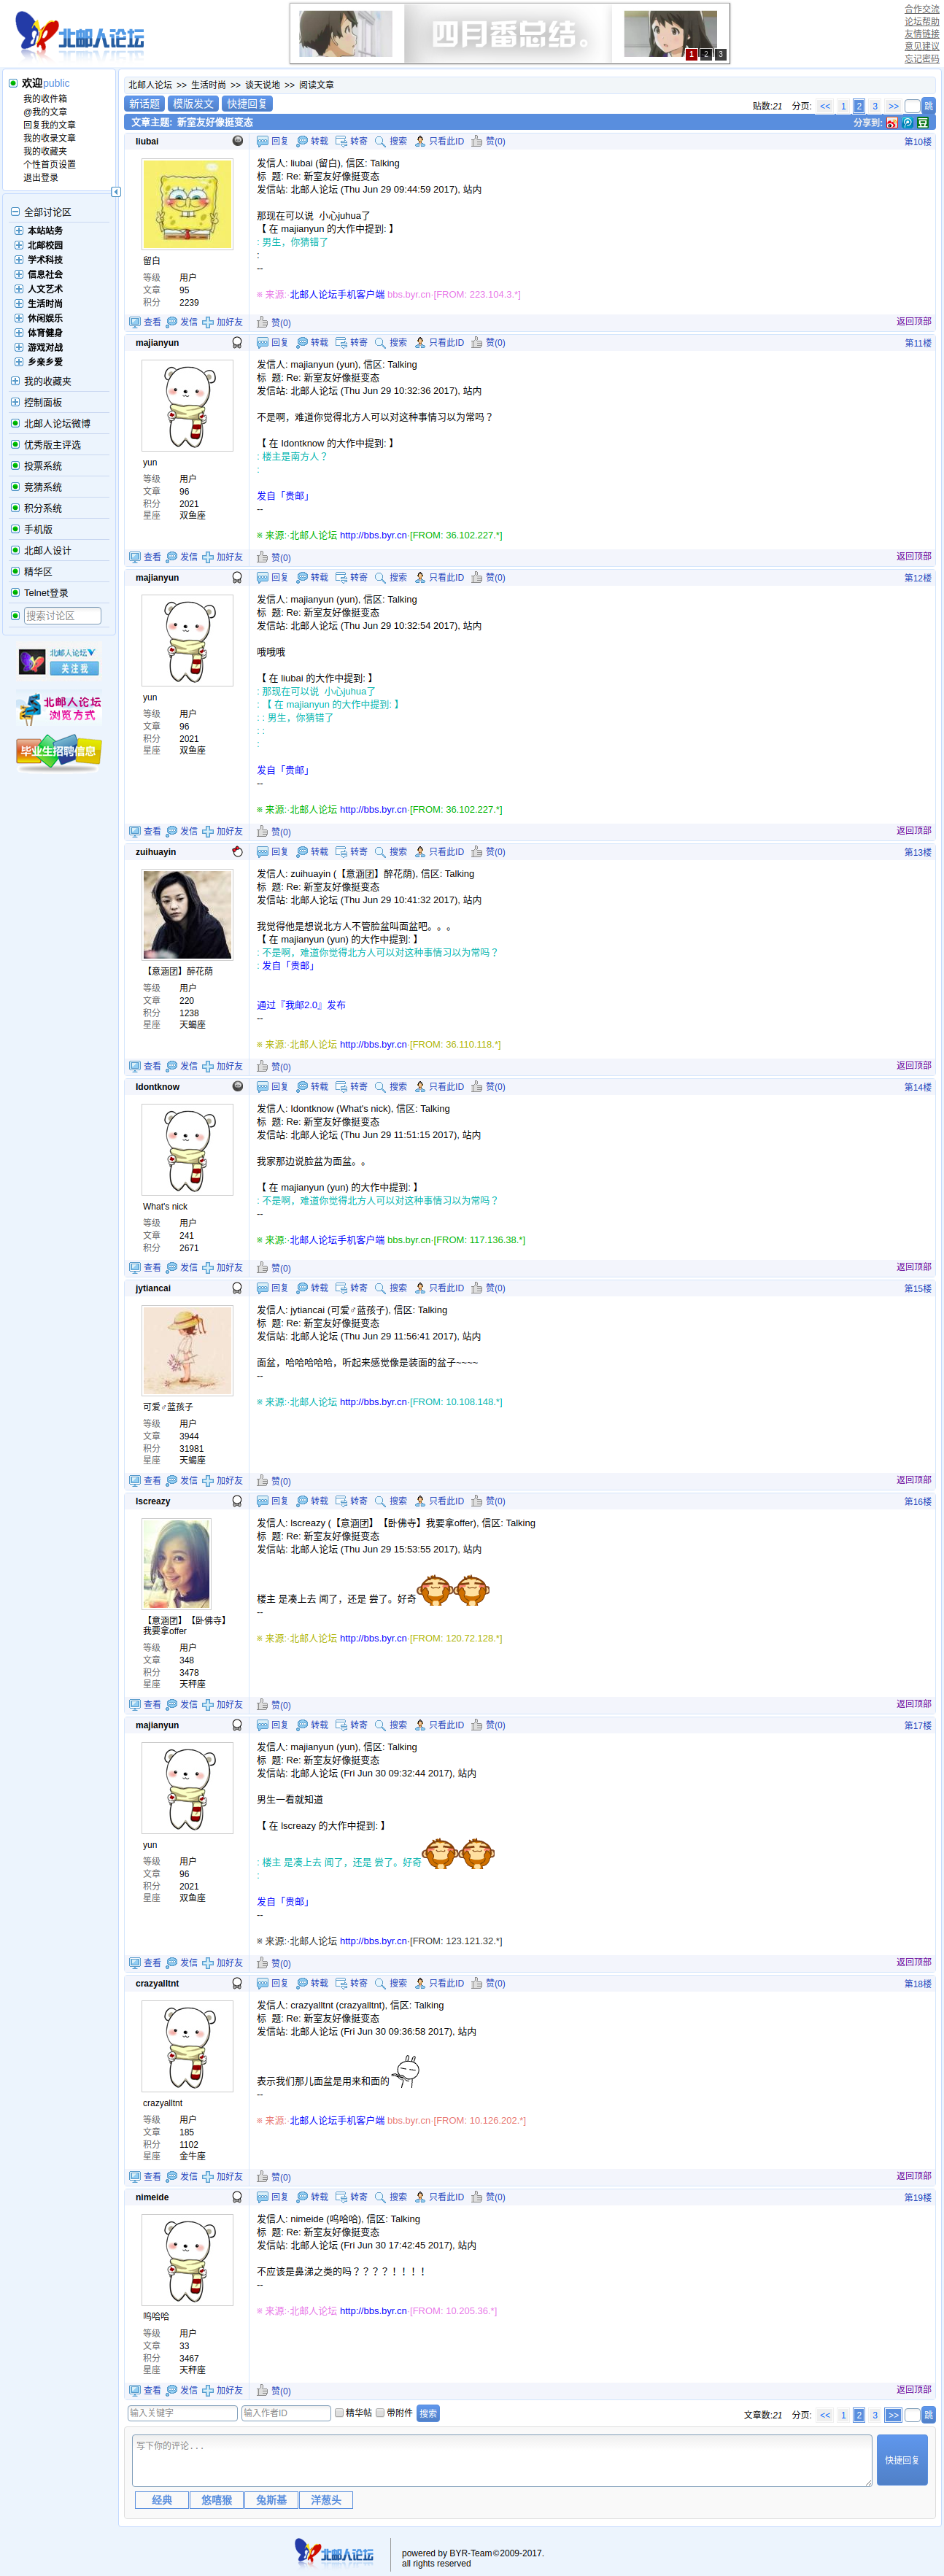 北邮人论坛
四月番总结。
1 2 3
合作交流
论坛帮助
友情链接
意见建议
忘记密码
欢迎public
我的收件箱
@我的文章
回复我的文章
我的收录文章
我的收藏夹
个性首页设置
退出登录
全部讨论区
本站站务
北邮校园
学术科技
信息社会
人文艺术
生活时尚
休闲娱乐
体育健身
游戏对战
乡亲乡爱
我的收藏夹
控制面板
北邮人论坛微博
优秀版主评选
投票系统
竞猜系统
积分系统
手机版
北邮人设计
精华区
Telnet登录
搜索讨论区
北邮人论坛
关注我
北邮人论坛
浏览方式
毕业生招聘信息
北邮人论坛 >> 生活时尚 >> 谈天说地 >> 阅读文章
新话题 模版发文 快捷回复
贴数:21 分页: << 1 2 3 >> 跳
文章主题: 新室友好像挺变态
分享到: 豆
liubai
回复 转载 转寄 搜索 只看此ID 赞(0)
第10楼
留白
等级 用户
文章 95
积分 2239
发信人: liubai (留白), 信区: Talking
标 题: Re: 新室友好像挺变态
发信站: 北邮人论坛 (Thu Jun 29 09:44:59 2017), 站内
那现在可以说 小心juhua了
【 在 majianyun 的大作中提到: 】
: 男生，你猜错了
:
--
※ 来源:·北邮人论坛手机客户端 bbs.byr.cn·[FROM: 223.104.3.*]
查看 发信 加好友 赞(0)
返回顶部
majianyun
回复 转载 转寄 搜索 只看此ID 赞(0)
第11楼
yun
等级 用户
文章 96
积分 2021
星座 双鱼座
发信人: majianyun (yun), 信区: Talking
标 题: Re: 新室友好像挺变态
发信站: 北邮人论坛 (Thu Jun 29 10:32:36 2017), 站内
不是啊，难道你觉得北方人可以对这种事情习以为常吗？
【 在 Idontknow 的大作中提到: 】
: 楼主是南方人？
:
发自「贵邮」
--
※ 来源:·北邮人论坛 http://bbs.byr.cn·[FROM: 36.102.227.*]
查看 发信 加好友 赞(0)
返回顶部
majianyun
回复 转载 转寄 搜索 只看此ID 赞(0)
第12楼
yun
等级 用户
文章 96
积分 2021
星座 双鱼座
发信人: majianyun (yun), 信区: Talking
标 题: Re: 新室友好像挺变态
发信站: 北邮人论坛 (Thu Jun 29 10:32:54 2017), 站内
哦哦哦
【 在 liubai 的大作中提到: 】
: 那现在可以说 小心juhua了
: 【 在 majianyun 的大作中提到: 】
: : 男生，你猜错了
: :
:
发自「贵邮」
--
※ 来源:·北邮人论坛 http://bbs.byr.cn·[FROM: 36.102.227.*]
查看 发信 加好友 赞(0)
返回顶部
zuihuayin
回复 转载 转寄 搜索 只看此ID 赞(0)
第13楼
【意涵团】醉花荫
等级 用户
文章 220
积分 1238
星座 天蝎座
发信人: zuihuayin (【意涵团】醉花荫), 信区: Talking
标 题: Re: 新室友好像挺变态
发信站: 北邮人论坛 (Thu Jun 29 10:41:32 2017), 站内
我觉得他是想说北方人不管脸盆叫面盆吧。。。
【 在 majianyun (yun) 的大作中提到: 】
: 不是啊，难道你觉得北方人可以对这种事情习以为常吗？
: 发自「贵邮」
通过『我邮2.0』发布
--
※ 来源:·北邮人论坛 http://bbs.byr.cn·[FROM: 36.110.118.*]
查看 发信 加好友 赞(0)
返回顶部
Idontknow
回复 转载 转寄 搜索 只看此ID 赞(0)
第14楼
What's nick
等级 用户
文章 241
积分 2671
发信人: Idontknow (What's nick), 信区: Talking
标 题: Re: 新室友好像挺变态
发信站: 北邮人论坛 (Thu Jun 29 11:51:15 2017), 站内
我家那边说脸盆为面盆。。
【 在 majianyun (yun) 的大作中提到: 】
: 不是啊，难道你觉得北方人可以对这种事情习以为常吗？
--
※ 来源:·北邮人论坛手机客户端 bbs.byr.cn·[FROM: 117.136.38.*]
查看 发信 加好友 赞(0)
返回顶部
jytiancai
回复 转载 转寄 搜索 只看此ID 赞(0)
第15楼
可爱♂蓝孩子
等级 用户
文章 3944
积分 31981
星座 天蝎座
发信人: jytiancai (可爱♂蓝孩子), 信区: Talking
标 题: Re: 新室友好像挺变态
发信站: 北邮人论坛 (Thu Jun 29 11:56:41 2017), 站内
面盆，哈哈哈哈哈，听起来感觉像是装面的盆子~~~~
--
※ 来源:·北邮人论坛 http://bbs.byr.cn·[FROM: 10.108.148.*]
查看 发信 加好友 赞(0)
返回顶部
lscreazy
回复 转载 转寄 搜索 只看此ID 赞(0)
第16楼
【意涵团】【卧佛寺】
我要拿offer
等级 用户
文章 348
积分 3478
星座 天秤座
发信人: lscreazy (【意涵团】【卧佛寺】我要拿offer), 信区: Talking
标 题: Re: 新室友好像挺变态
发信站: 北邮人论坛 (Thu Jun 29 15:53:55 2017), 站内
楼主 是凑上去 闻了，还是 尝了。好奇
--
※ 来源:·北邮人论坛 http://bbs.byr.cn·[FROM: 120.72.128.*]
查看 发信 加好友 赞(0)
返回顶部
majianyun
回复 转载 转寄 搜索 只看此ID 赞(0)
第17楼
yun
等级 用户
文章 96
积分 2021
星座 双鱼座
发信人: majianyun (yun), 信区: Talking
标 题: Re: 新室友好像挺变态
发信站: 北邮人论坛 (Fri Jun 30 09:32:44 2017), 站内
男生一看就知道
【 在 lscreazy 的大作中提到: 】
: 楼主 是凑上去 闻了，还是 尝了。好奇
:
发自「贵邮」
--
※ 来源:·北邮人论坛 http://bbs.byr.cn·[FROM: 123.121.32.*]
查看 发信 加好友 赞(0)
返回顶部
crazyalltnt
回复 转载 转寄 搜索 只看此ID 赞(0)
第18楼
crazyalltnt
等级 用户
文章 185
积分 1102
星座 金牛座
发信人: crazyalltnt (crazyalltnt), 信区: Talking
标 题: Re: 新室友好像挺变态
发信站: 北邮人论坛 (Fri Jun 30 09:36:58 2017), 站内
表示我们那儿面盆是用来和面的
--
※ 来源:·北邮人论坛手机客户端 bbs.byr.cn·[FROM: 10.126.202.*]
查看 发信 加好友 赞(0)
返回顶部
nimeide
回复 转载 转寄 搜索 只看此ID 赞(0)
第19楼
呜哈哈
等级 用户
文章 33
积分 3467
星座 天秤座
发信人: nimeide (呜哈哈), 信区: Talking
标 题: Re: 新室友好像挺变态
发信站: 北邮人论坛 (Fri Jun 30 17:42:45 2017), 站内
不应该是鼻涕之类的吗？？？？！！！！
--
※ 来源:·北邮人论坛 http://bbs.byr.cn·[FROM: 10.205.36.*]
查看 发信 加好友 赞(0)
返回顶部
输入关键字 输入作者ID 精华帖 带附件 搜索
文章数:21 分页: << 1 2 3 >> 跳
写下你的评论...
快捷回复
经典 悠嘻猴 兔斯基 洋葱头
北邮人论坛
powered by BYR-Team©2009-2017.
all rights reserved